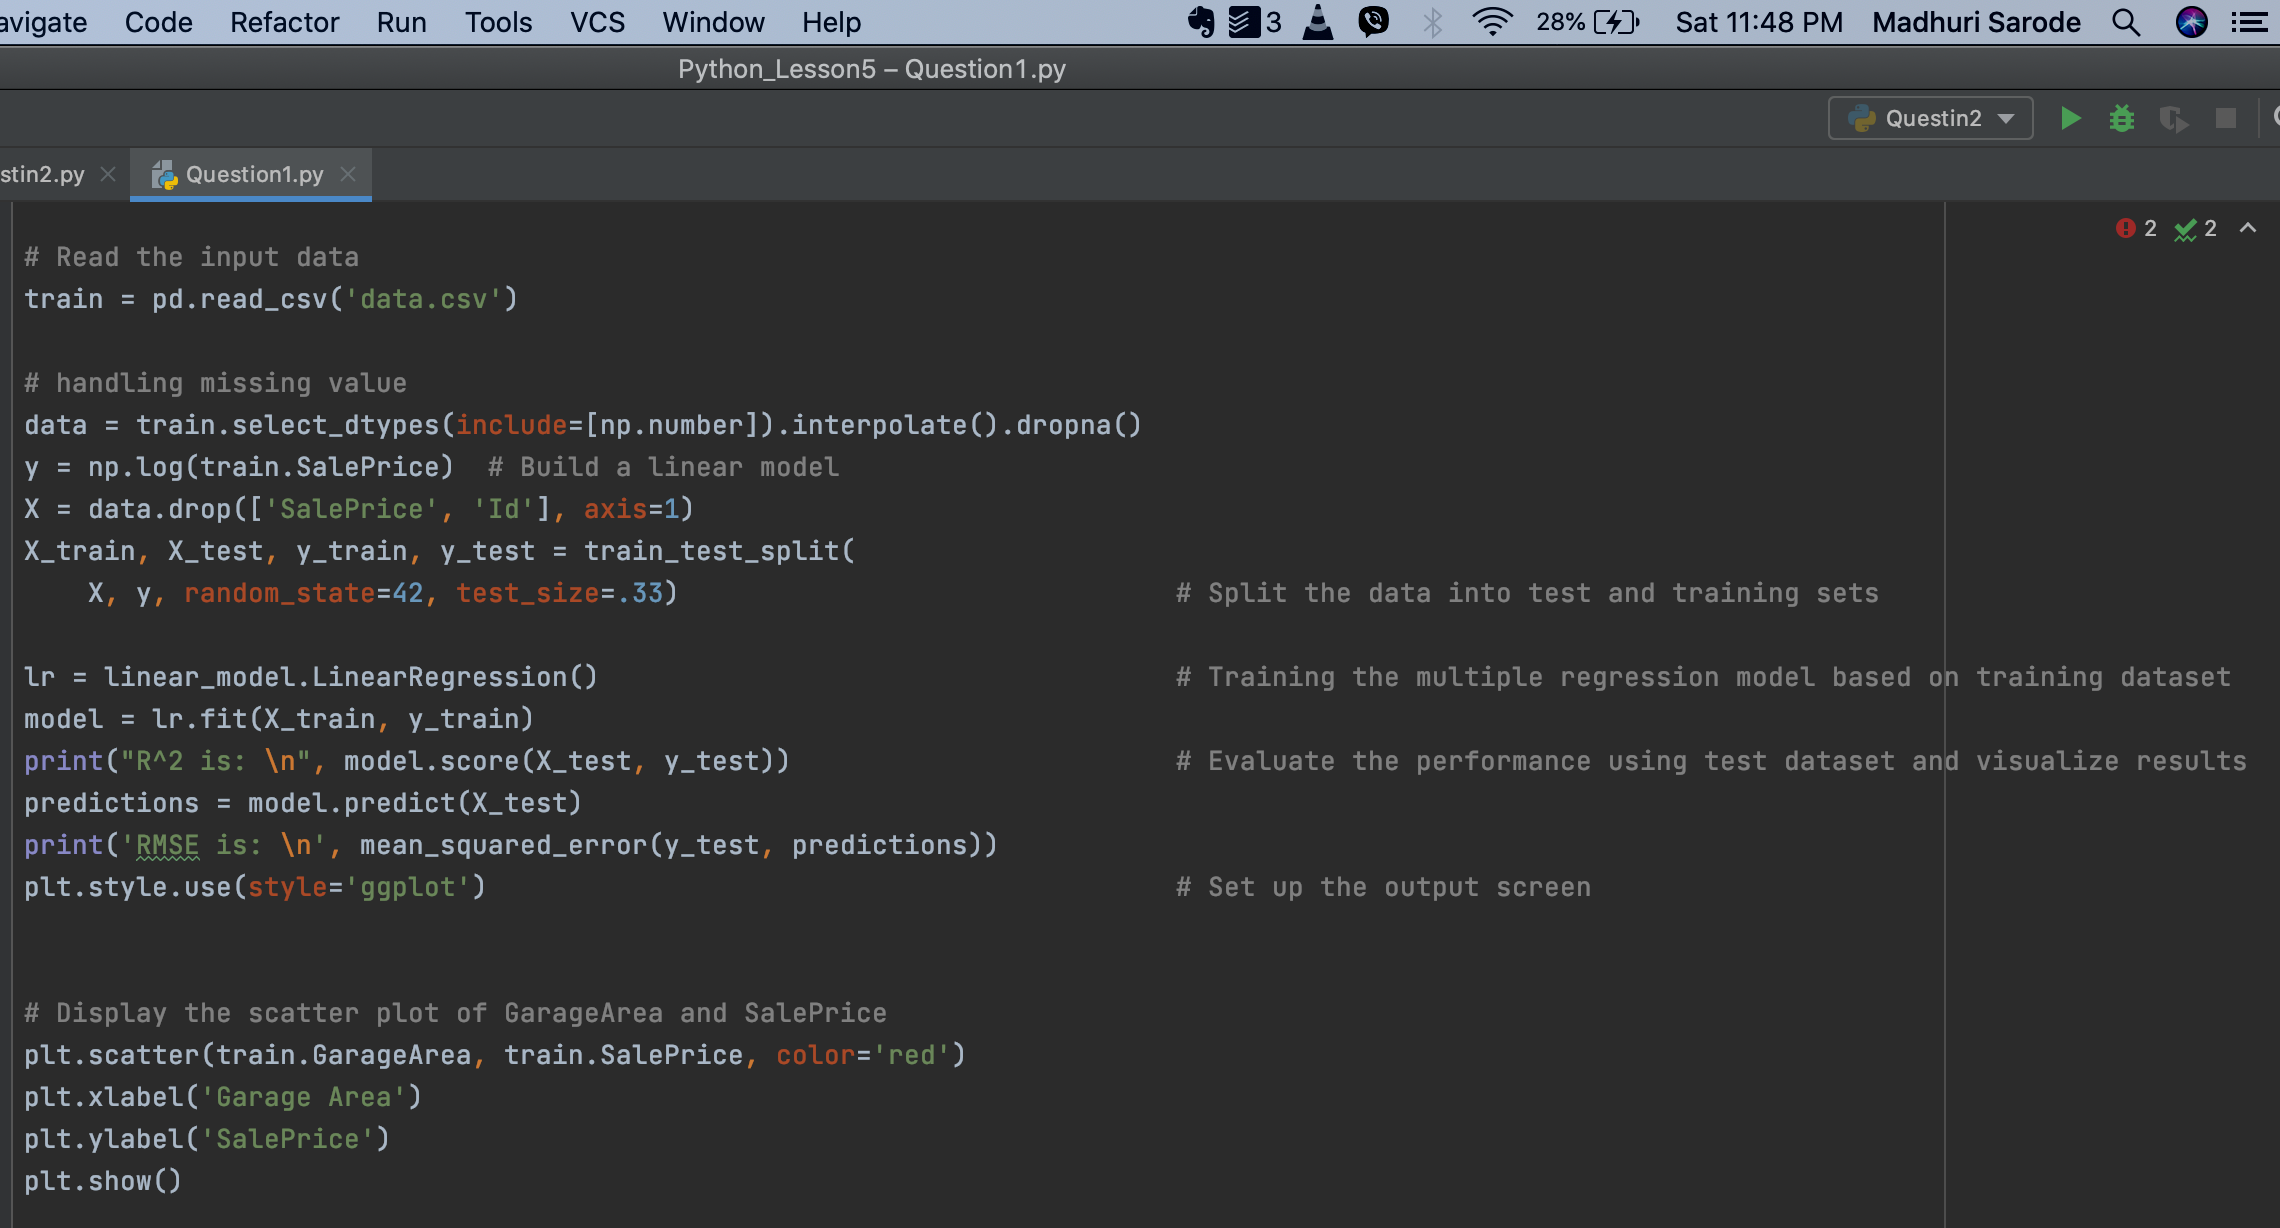 avigate Code Refactor Run Tools VCS Window Help 3 28% Sat 11:48 PM Madhuri Sarode
Python_Lesson5 – Question1.py
Questin2
stin2.py Question1.py
2 2
# Read the input data
train = pd.read_csv('data.csv')
# handling missing value
data = train.select_dtypes(include=[np.number]).interpolate().dropna()
y = np.log(train.SalePrice)  # Build a linear model
X = data.drop(['SalePrice', 'Id'], axis=1)
X_train, X_test, y_train, y_test = train_test_split(
    X, y, random_state=42, test_size=.33) # Split the data into test and training sets
lr = linear_model.LinearRegression() # Training the multiple regression model based on training dataset
model = lr.fit(X_train, y_train)
print("R^2 is: \n", model.score(X_test, y_test)) # Evaluate the performance using test dataset and visualize results
predictions = model.predict(X_test)
print('RMSE is: \n', mean_squared_error(y_test, predictions))
plt.style.use(style='ggplot') # Set up the output screen
# Display the scatter plot of GarageArea and SalePrice
plt.scatter(train.GarageArea, train.SalePrice, color='red')
plt.xlabel('Garage Area')
plt.ylabel('SalePrice')
plt.show()